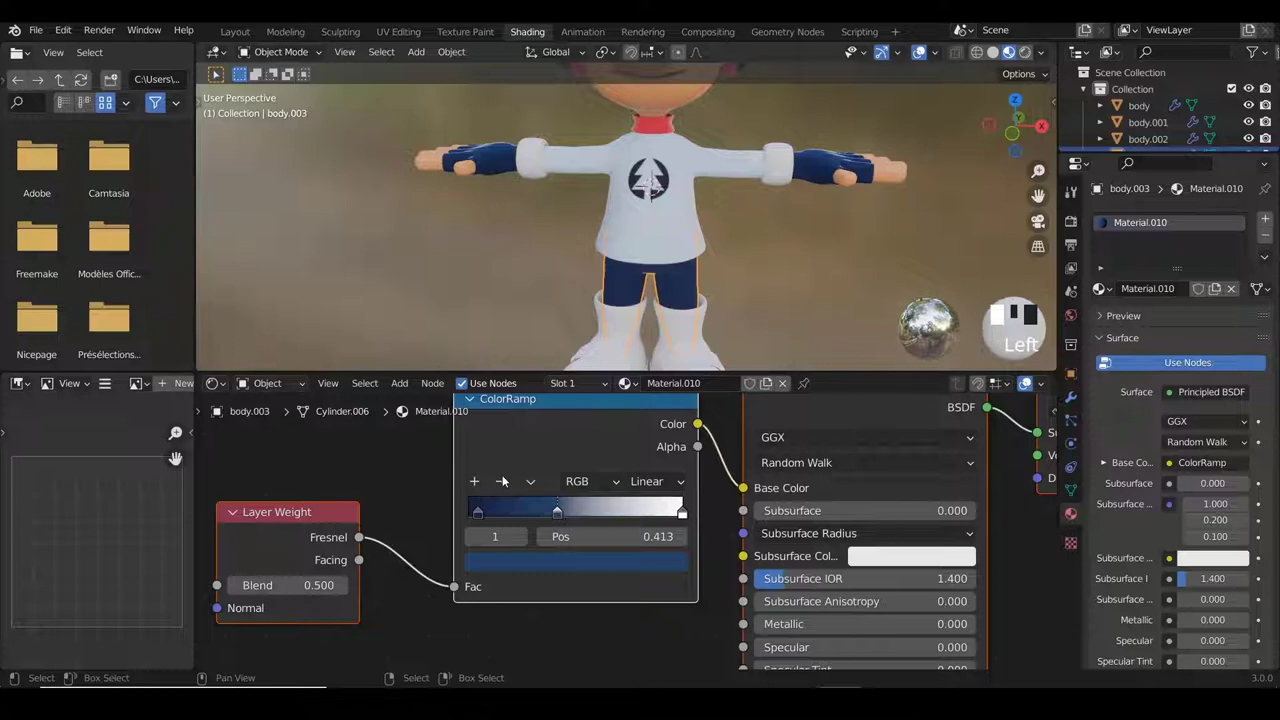 File Edit Render Window Help Layout Modeling Sculpting UV Editing Texture Paint Shading Animation Rendering Compositing Geometry Nodes Scripting + Scene ViewLayer
View Select Object Mode View Select Add Object Global
C:\Users\... Options
User Perspective
(1) Collection | body.003
Adobe Camtasia
Freemake Modèles Offic...
Nicepage Présélections...
X Y Z
Left
Scene Collection
Collection
body
body.001
body.002
body.003 Material.010
Material.010
Material.010
Preview
Surface
Use Nodes
Surface Principled BSDF
GGX
Random Walk
Base Co... ColorRamp
Subsurface 0.000
Subsurface 1.000
0.200
0.100
Subsurface ...
Subsurface I 1.400
Subsurface ... 0.000
Metallic 0.000
Specular 0.000
Specular Tint 0.000
View New Object View Select Add Node Use Nodes Slot 1 Material.010
body.003 Cylinder.006 Material.010
ColorRamp
Color
Alpha
RGB Linear
1 Pos 0.413
Fac
Layer Weight
Fresnel
Facing
Blend 0.500
Normal
BSDF
GGX
Random Walk
Base Color
Subsurface 0.000
Subsurface Radius
Subsurface Col...
Subsurface IOR 1.400
Subsurface Anisotropy 0.000
Metallic 0.000
Specular 0.000
Specular Tint 0.000
Select Box Select Pan View Select Box Select 3.0.0